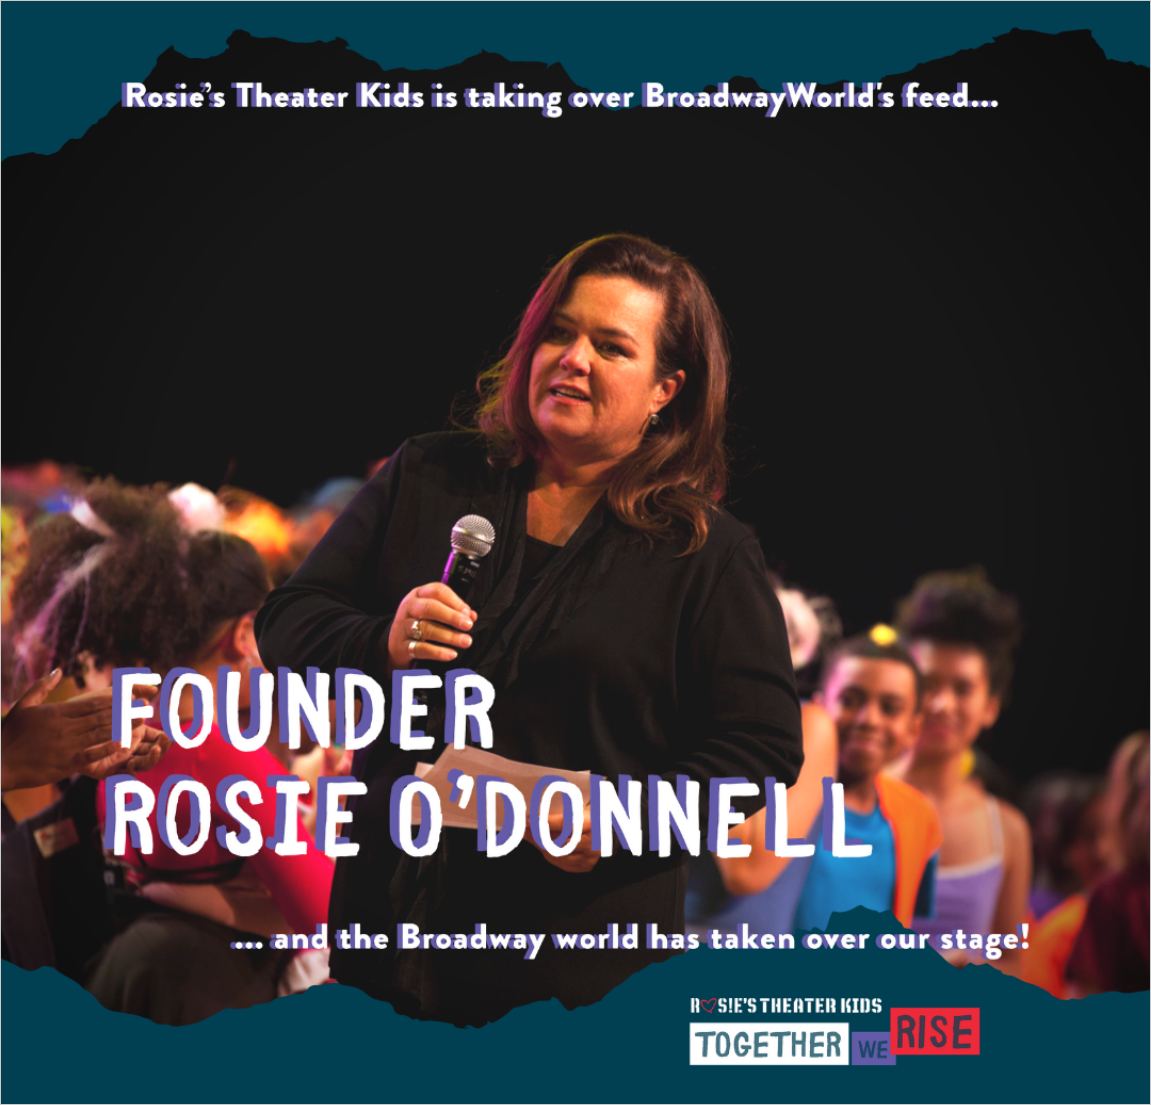 Rosie's Theater Kids is taking over BroadwayWorld's feed...
FOUNDER
ROSIE O'DONNELL
... and the Broadway world has taken over our stage!
ROSIE'S THEATER KIDS
TOGETHER WE RISE